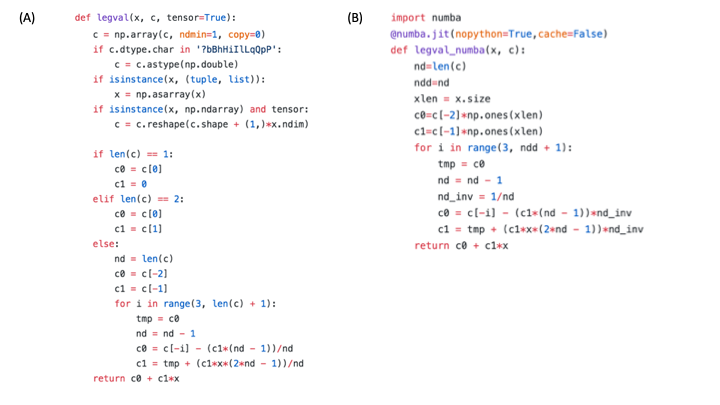 (A)
def legval(x, c, tensor=True):
c = np.array(c, ndmin=1, copy=0)
if c.dtype.char in '?bBhHiIlLqQpP':
c = c.astype(np.double)
if isinstance(x, (tuple, list)):
x = np.asarray(x)
if isinstance(x, np.ndarray) and tensor:
c = c.reshape(c.shape + (1,)*x.ndim)
if len(c) == 1:
c0 = c[0]
c1 = 0
elif len(c) == 2:
c0 = c[0]
c1 = c[1]
else:
nd = len(c)
c0 = c[-2]
c1 = c[-1]
for i in range(3, len(c) + 1):
tmp = c0
nd = nd - 1
c0 = c[-i] - (c1*(nd - 1))/nd
c1 = tmp + (c1*x*(2*nd - 1))/nd
return c0 + c1*x
(B)
import numba
@numba.jit(nopython=True,cache=False)
def legval_numba(x, c):
nd=len(c)
ndd=nd
xlen = x.size
c0=c[-2]*np.ones(xlen)
c1=c[-1]*np.ones(xlen)
for i in range(3, ndd + 1):
tmp = c0
nd = nd - 1
nd_inv = 1/nd
c0 = c[-i] - (c1*(nd - 1))*nd_inv
c1 = tmp + (c1*x*(2*nd - 1))*nd_inv
return c0 + c1*x